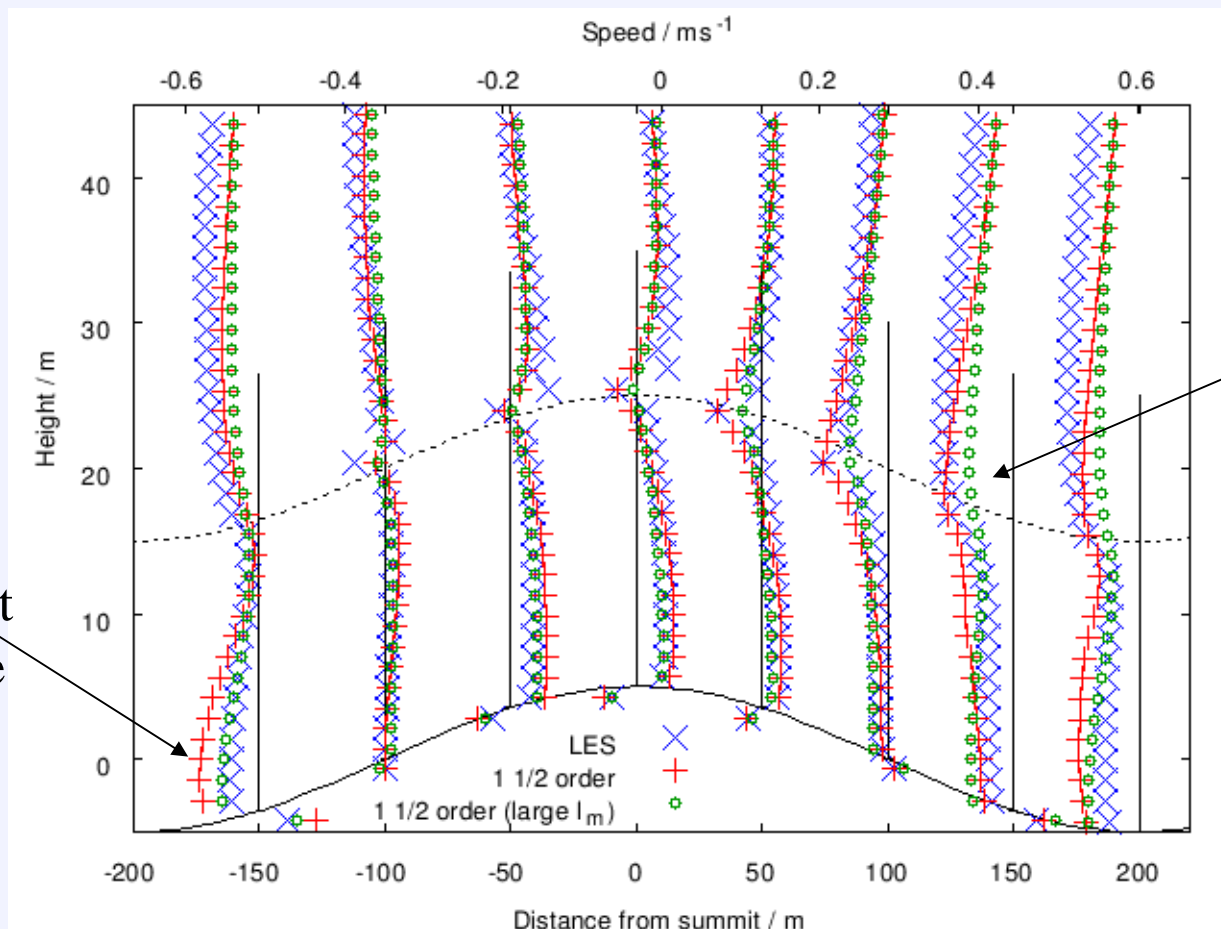 Speed / ms-1
-0.6 -0.4 -0.2 0 0.2 0.4 0.6
Height / m
40
30
20
10
0
t
e
LES
1 1/2 order
1 1/2 order (large lm)
-200 -150 -100 -50 0 50 100 150 200
Distance from summit / m